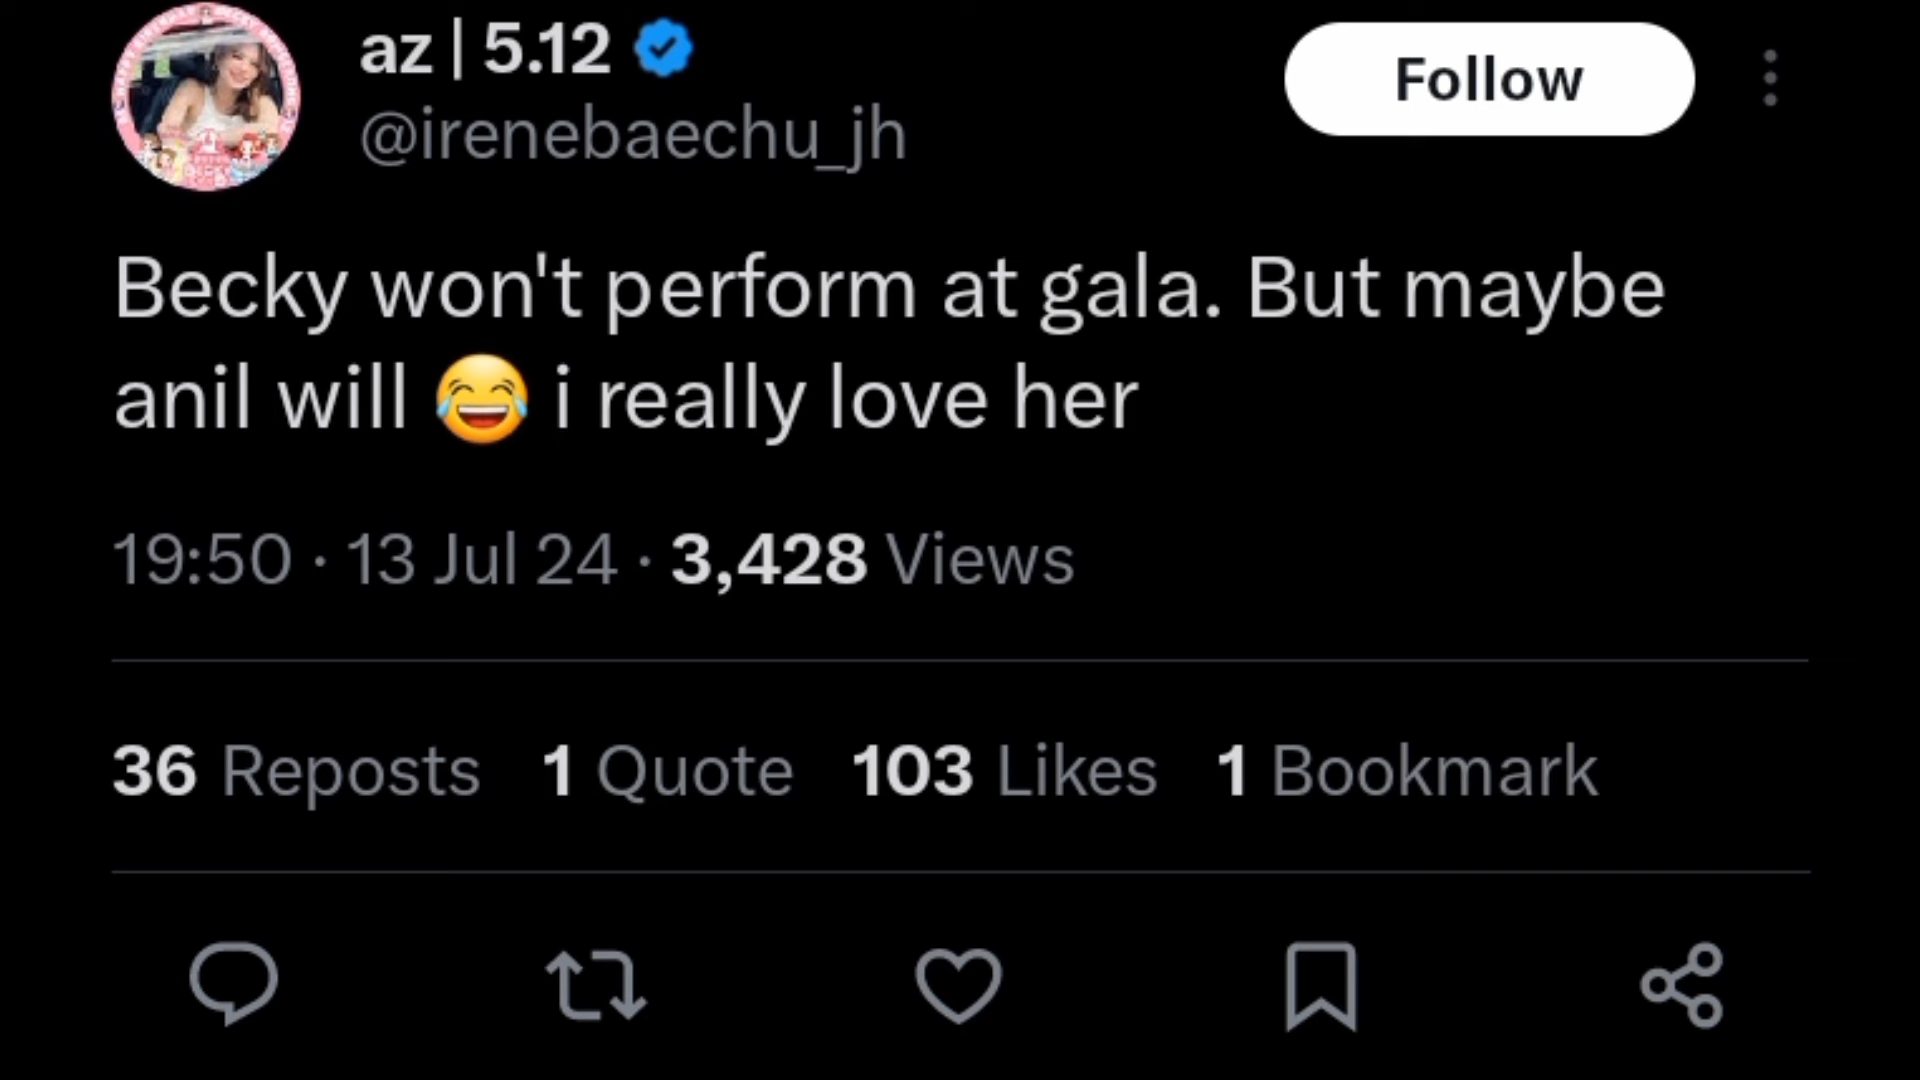 az | 5.12
Follow
@irenebaechu_jh
Becky won't perform at gala. But maybe
anil will 😂 i really love her
19:50 · 13 Jul 24 · 3,428 Views
36 Reposts 1 Quote 103 Likes 1 Bookmark